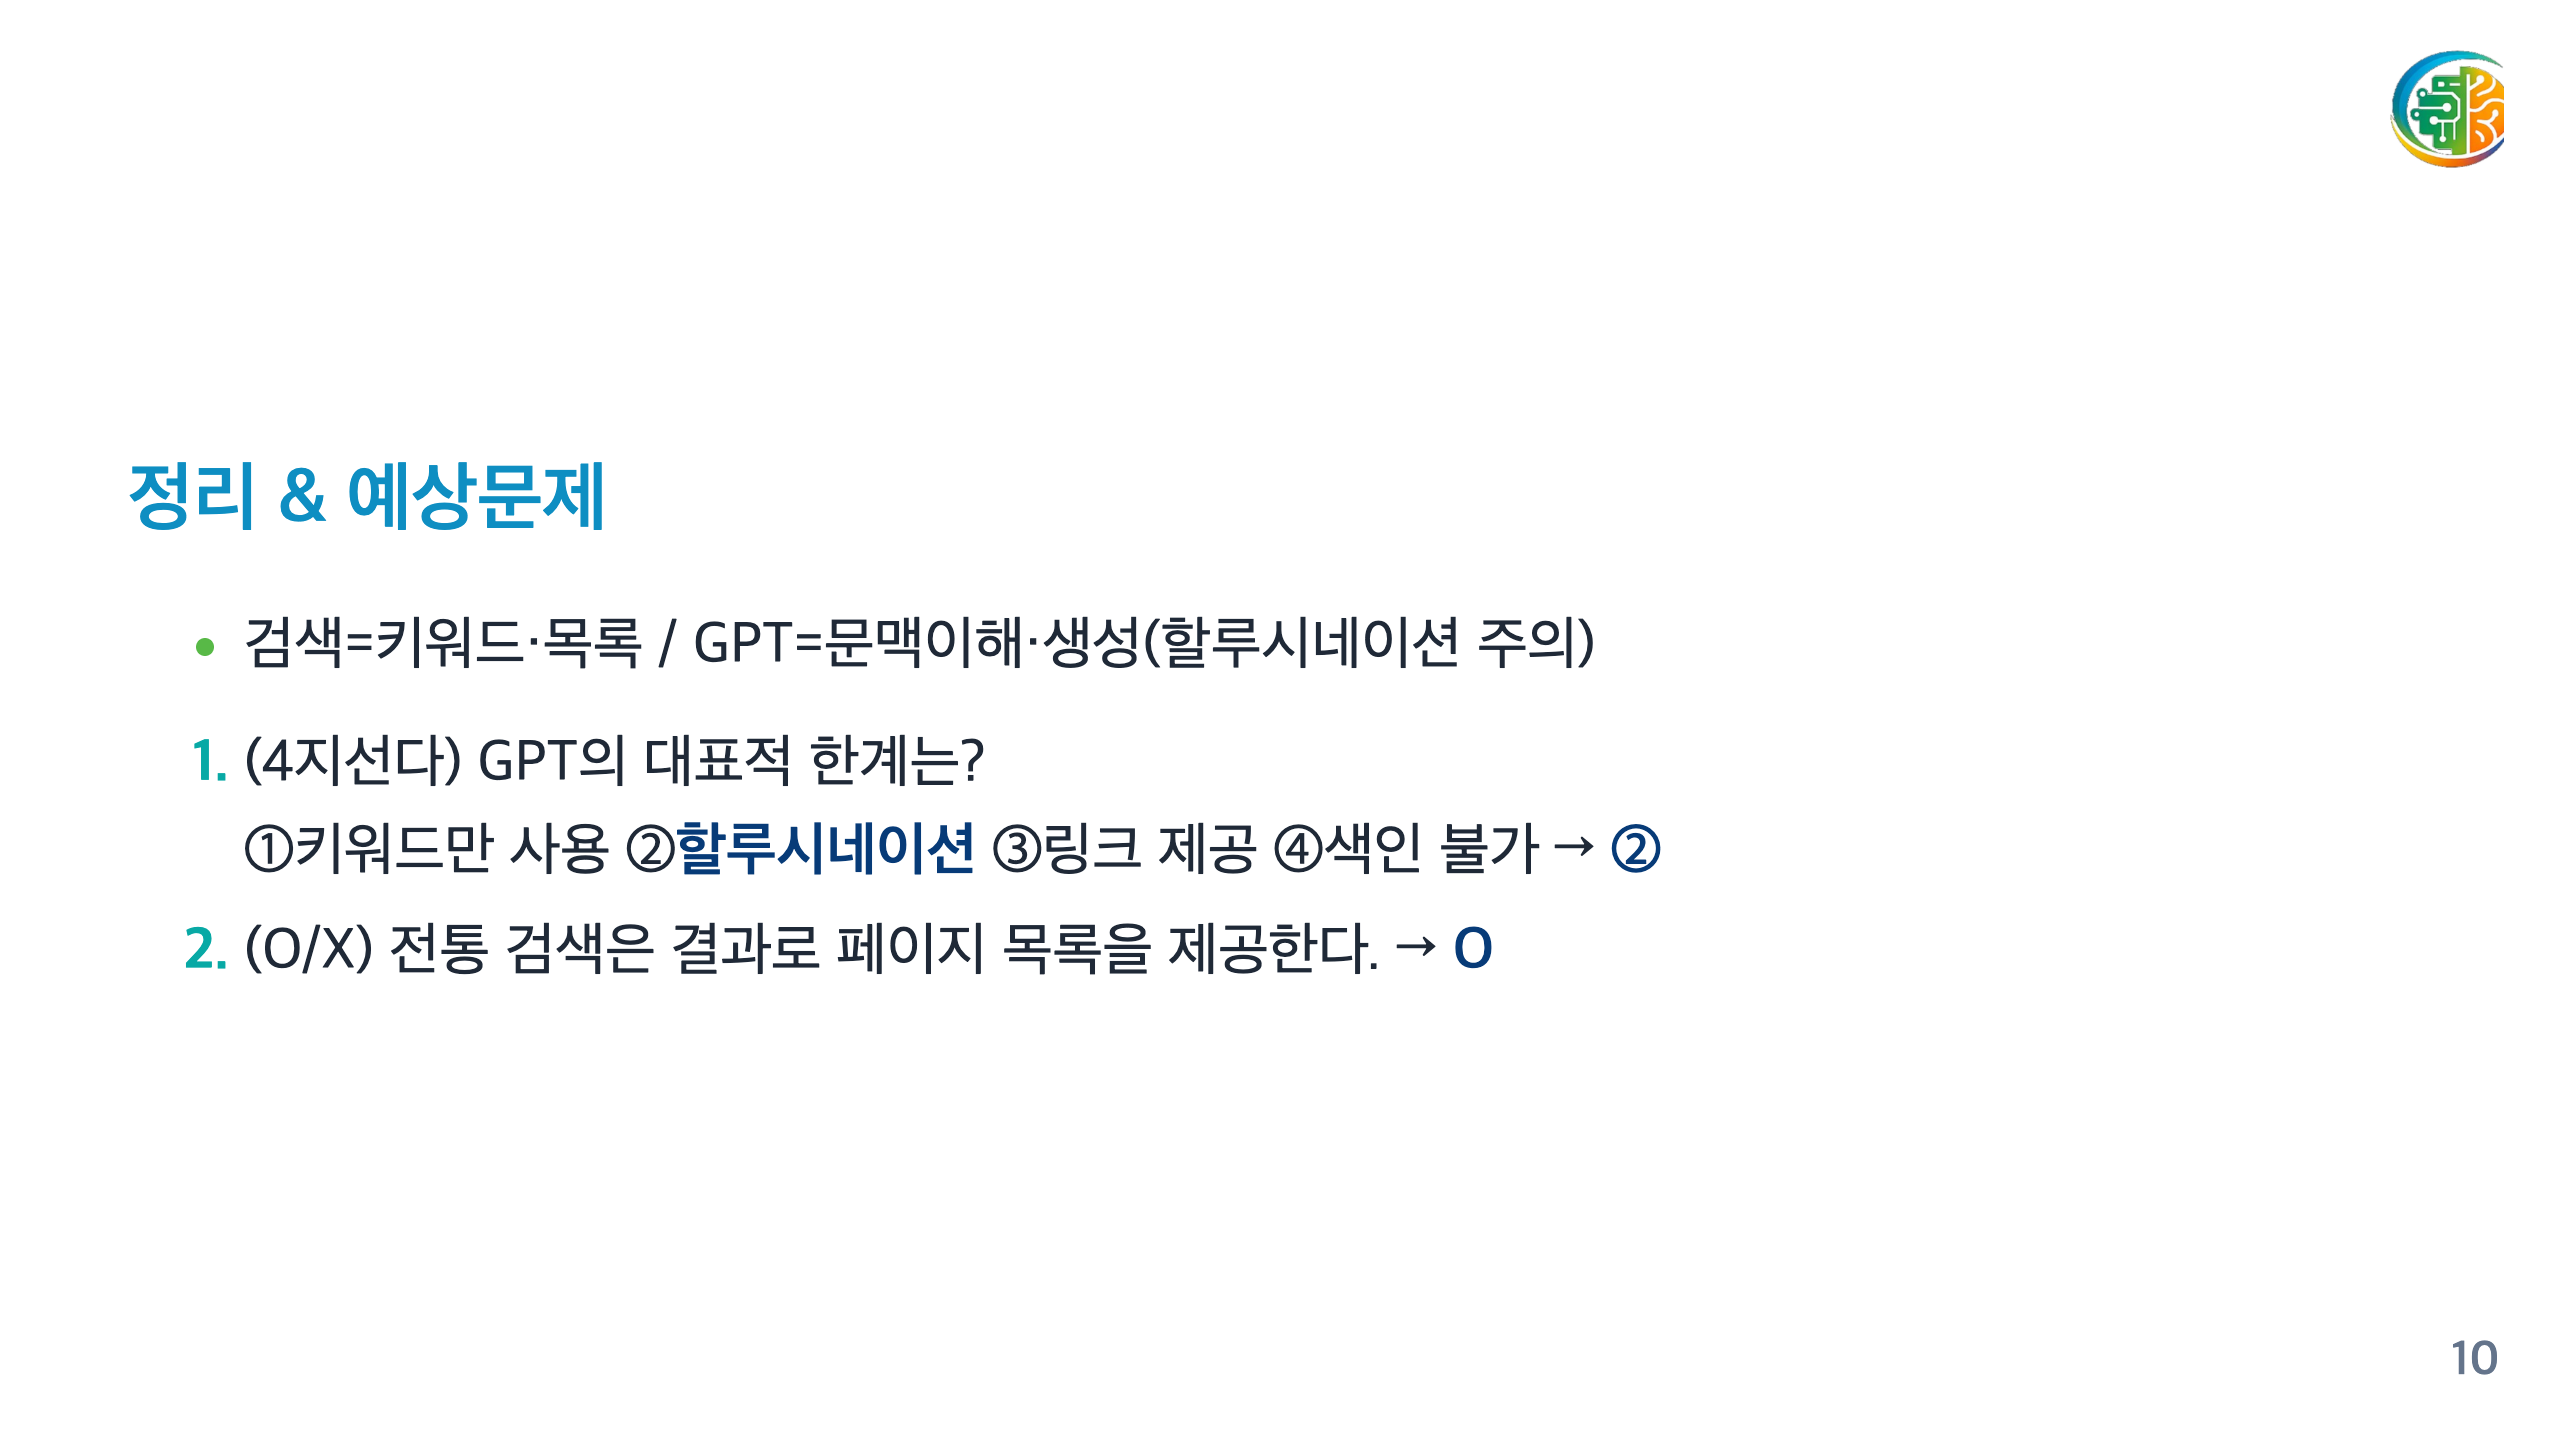 정리 & 예상문제
• 검색=키워드·목록 / GPT=문맥이해·생성(할루시네이션 주의)
1. (4지선다) GPT의 대표적 한계는?
①키워드만 사용 ②할루시네이션 ③링크 제공 ④색인 불가 → ②
2. (O/X) 전통 검색은 결과로 페이지 목록을 제공한다. → O
10